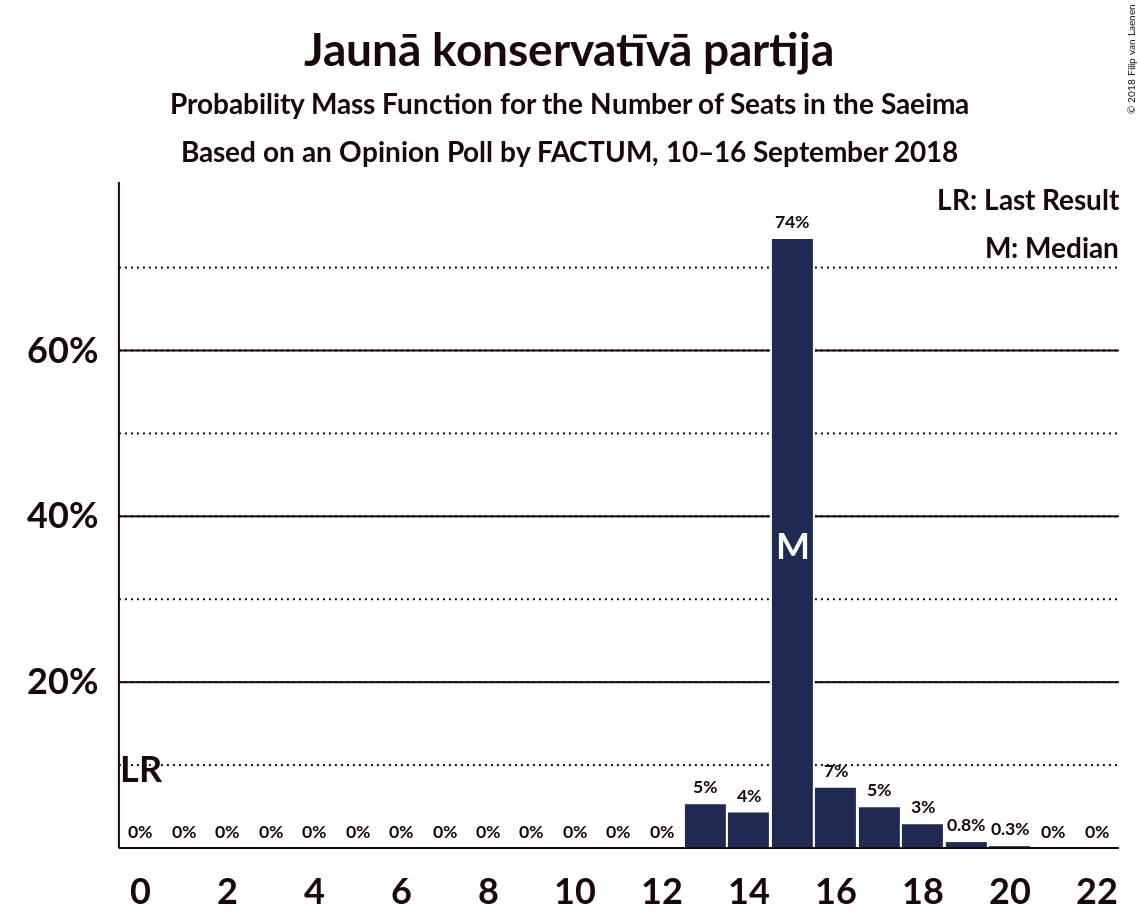 Jaunā konservatīvā partija
Probability Mass Function for the Number of Seats in the Saeima
Based on an Opinion Poll by FACTUM, 10–16 September 2018
© 2018 Filip van Laenen
LR: Last Result
M: Median
74%
60%
40%
M
20%
LR
0% 0% 0% 0% 0% 0% 0% 0% 0% 0% 0% 0% 0% 5% 4% 7% 5% 3% 0.8% 0.3% 0% 0%
0 2 4 6 8 10 12 14 16 18 20 22